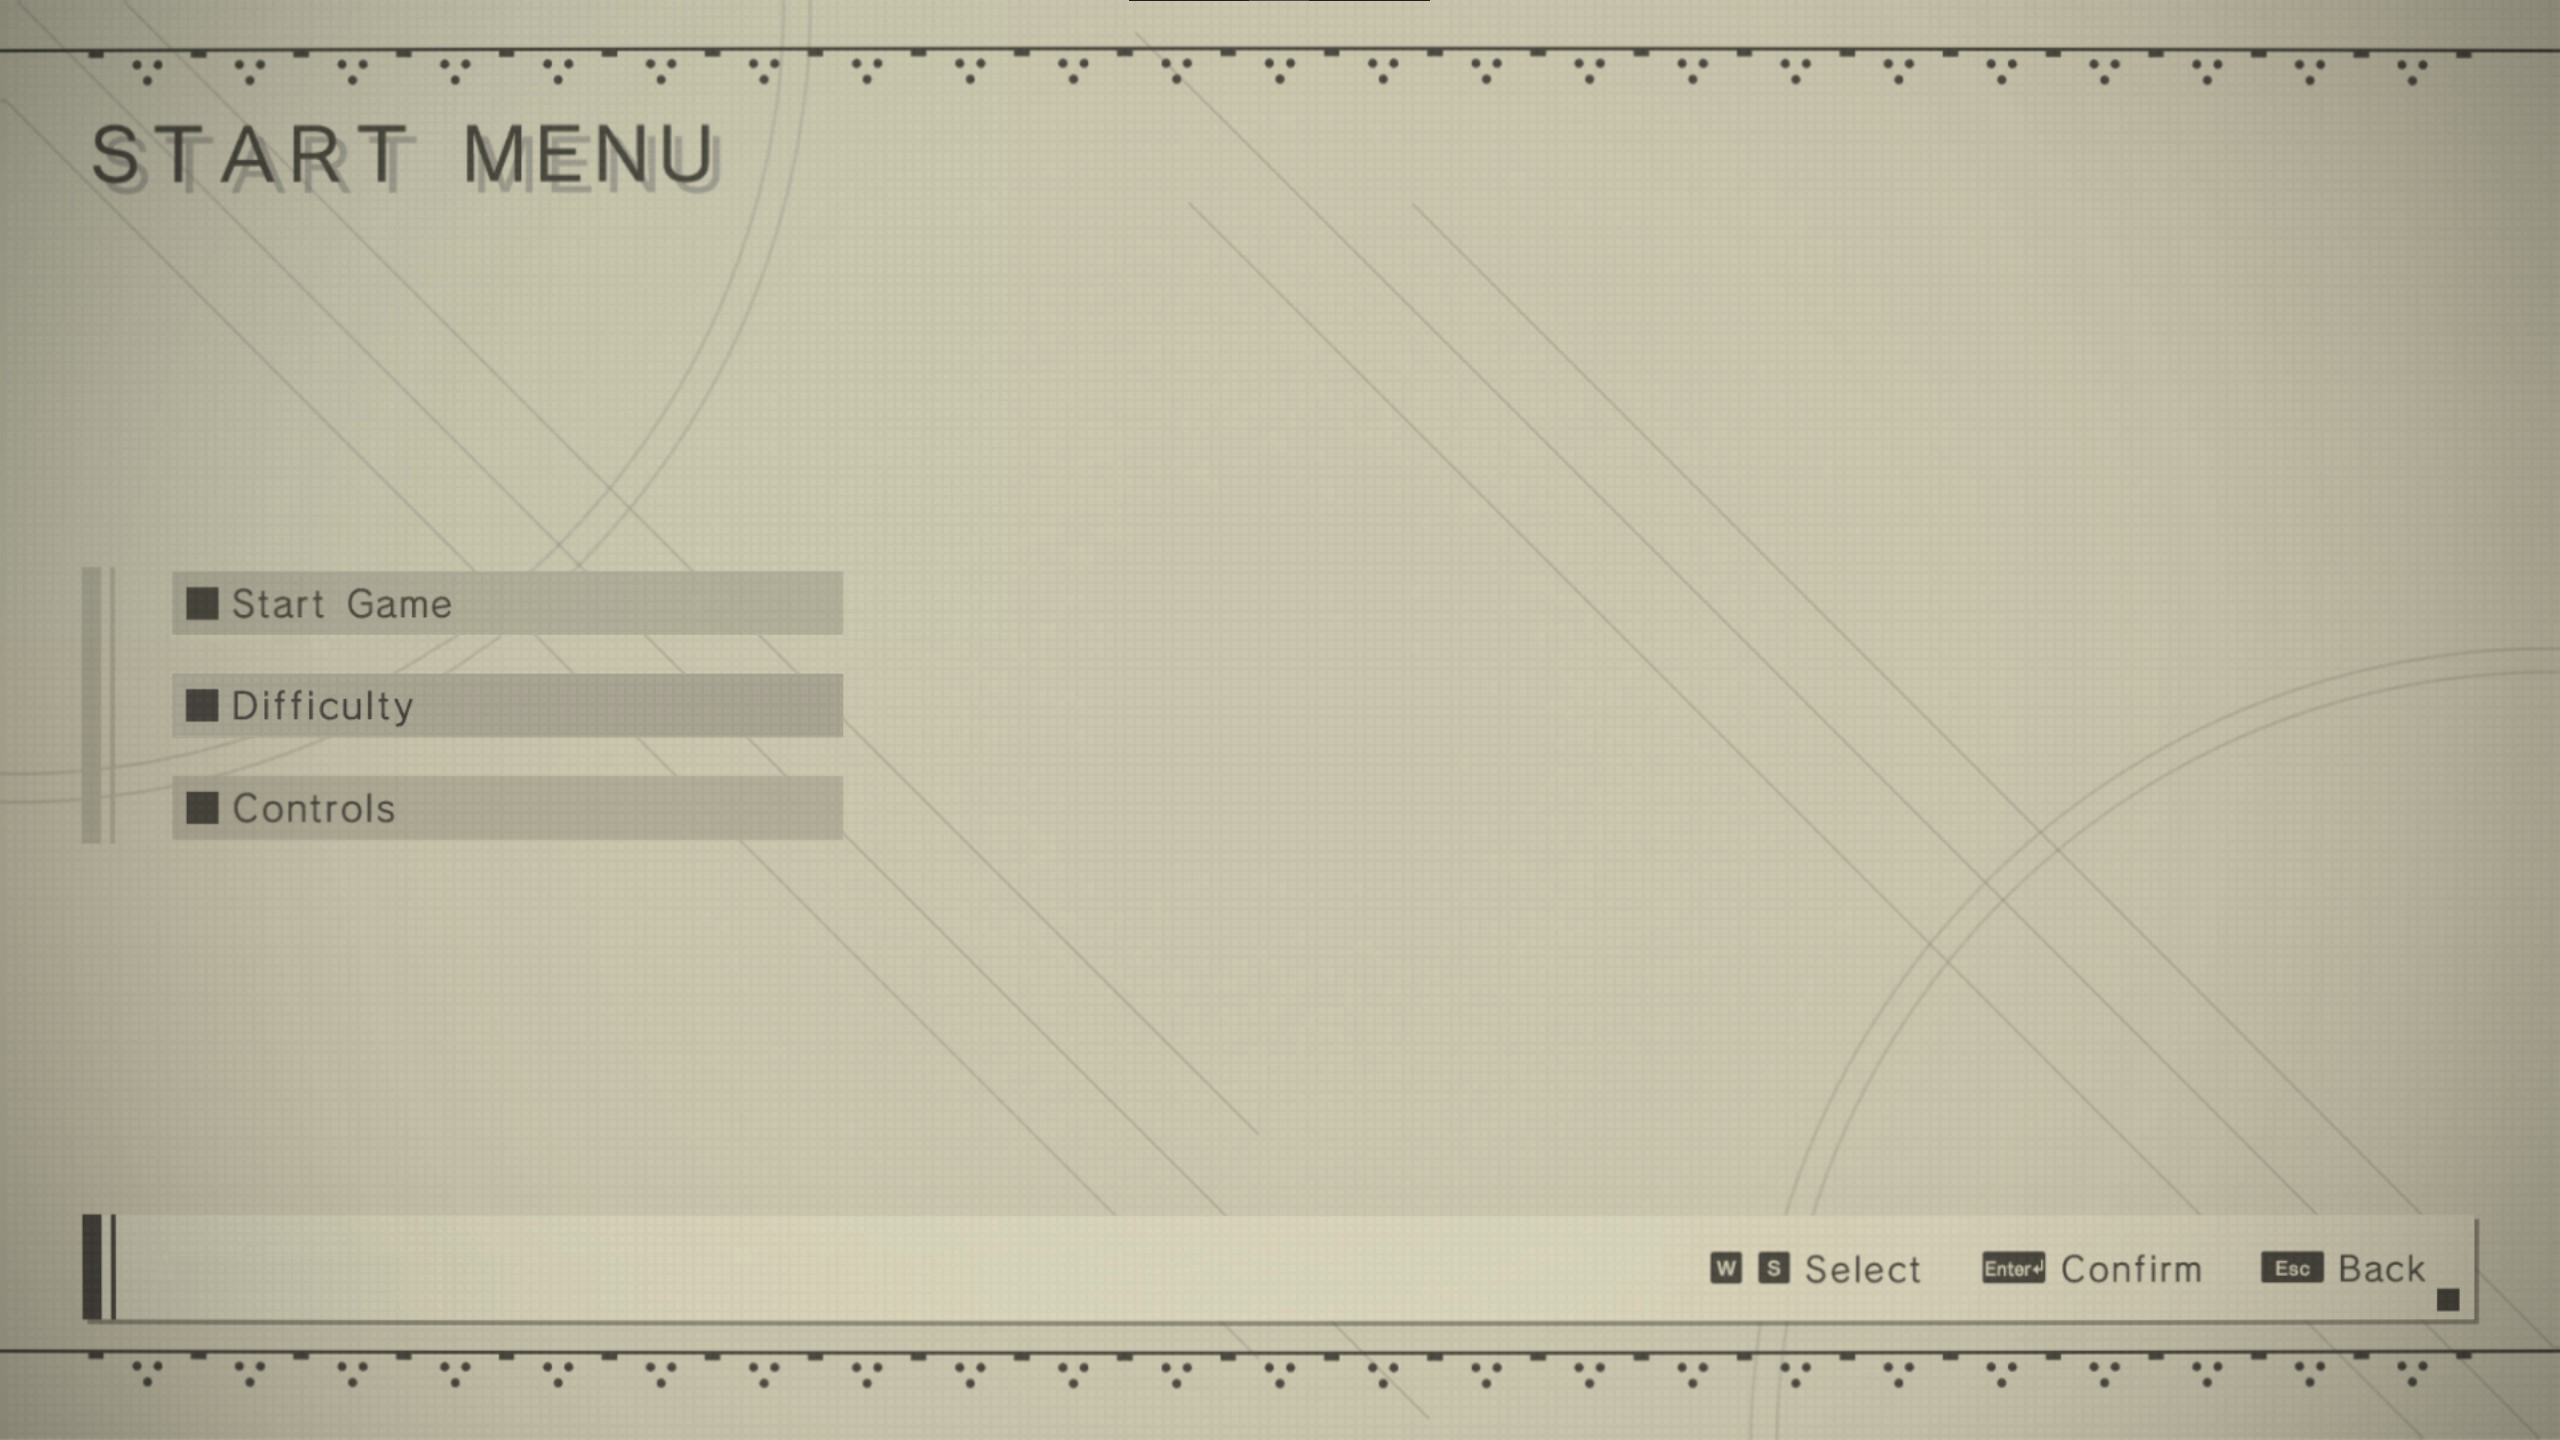 START MENU
Start Game
Difficulty
Controls
W S Select Enter↵ Confirm Esc Back